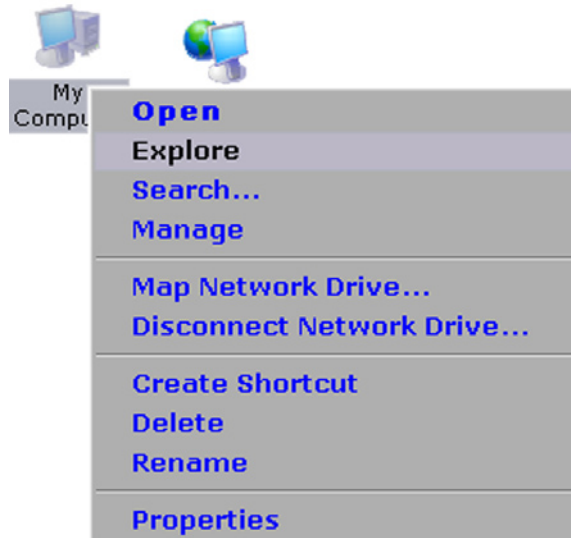 My
Compu
Open
Explore
Search...
Manage
Map Network Drive...
Disconnect Network Drive...
Create Shortcut
Delete
Rename
Properties